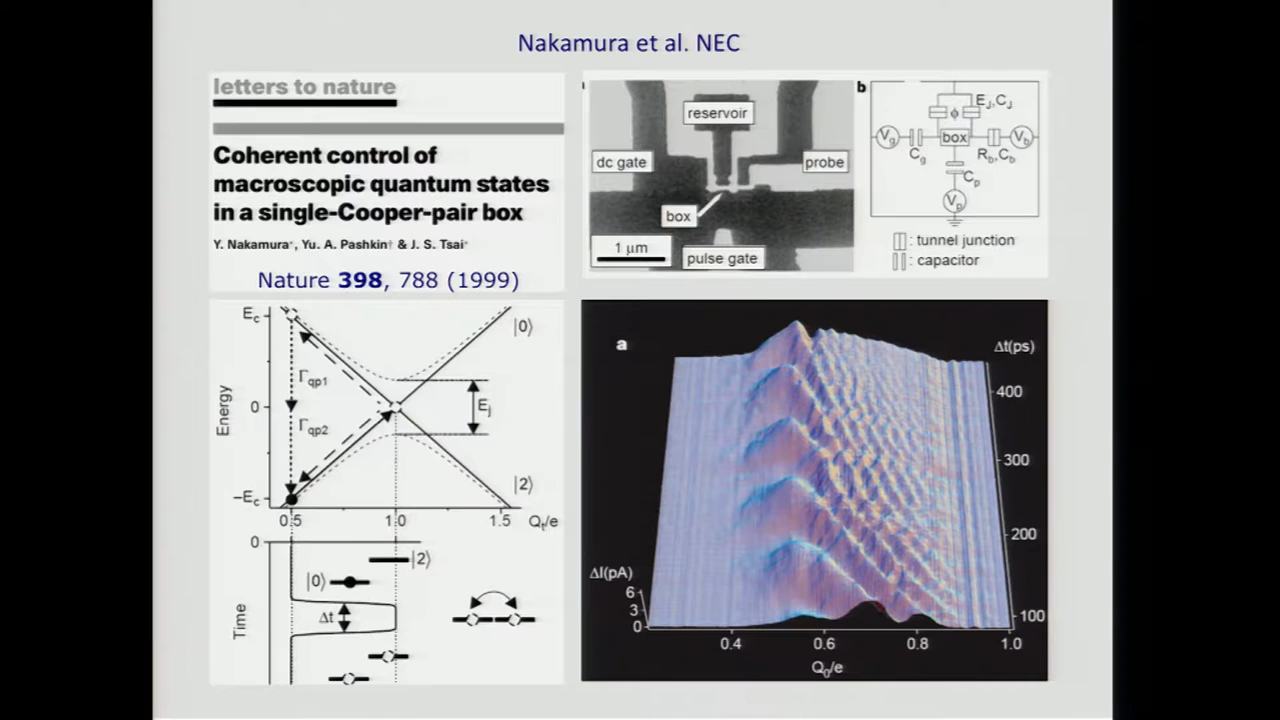 Nakamura et al. NEC
letters to nature
Coherent control of
macroscopic quantum states
in a single-Cooper-pair box
Y. Nakamura*, Yu. A. Pashkin† & J. S. Tsai*
Nature 398, 788 (1999)
reservoir
dc gate
probe
box
1 μm
pulse gate
b
E_J,C_J
ϕ
V_g
box
V_b
C_g
R_b,C_b
C_p
V_p
: tunnel junction
: capacitor
E_c
|0⟩
Γ_qp1
Energy
0
E_j
Γ_qp2
|2⟩
−E_c
0.5
1.0
1.5
Q_t/e
0
|2⟩
|0⟩
Time
Δt
a
Δt(ps)
400
300
200
ΔI(pA)
6
3
0
100
0.4
0.6
0.8
1.0
Q_0/e